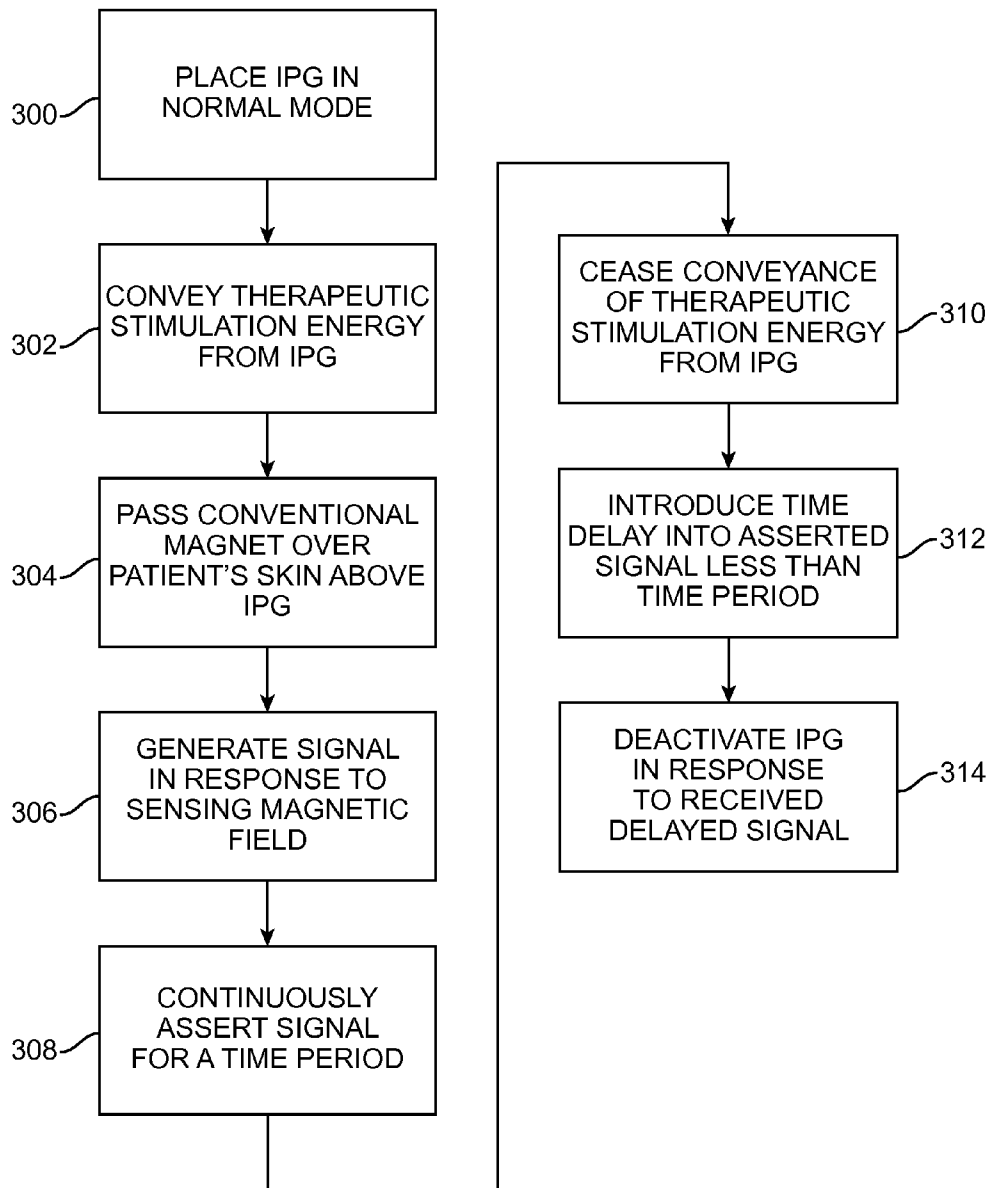 300
PLACE IPG IN
NORMAL MODE
302
CONVEY THERAPEUTIC
STIMULATION ENERGY
FROM IPG
304
PASS CONVENTIONAL
MAGNET OVER
PATIENT'S SKIN ABOVE
IPG
306
GENERATE SIGNAL
IN RESPONSE TO
SENSING MAGNETIC
FIELD
308
CONTINUOUSLY
ASSERT SIGNAL
FOR A TIME PERIOD
CEASE CONVEYANCE
OF THERAPEUTIC
STIMULATION ENERGY
FROM IPG
310
INTRODUCE TIME
DELAY INTO ASSERTED
SIGNAL LESS THAN
TIME PERIOD
312
DEACTIVATE IPG
IN RESPONSE
TO RECEIVED
DELAYED SIGNAL
314